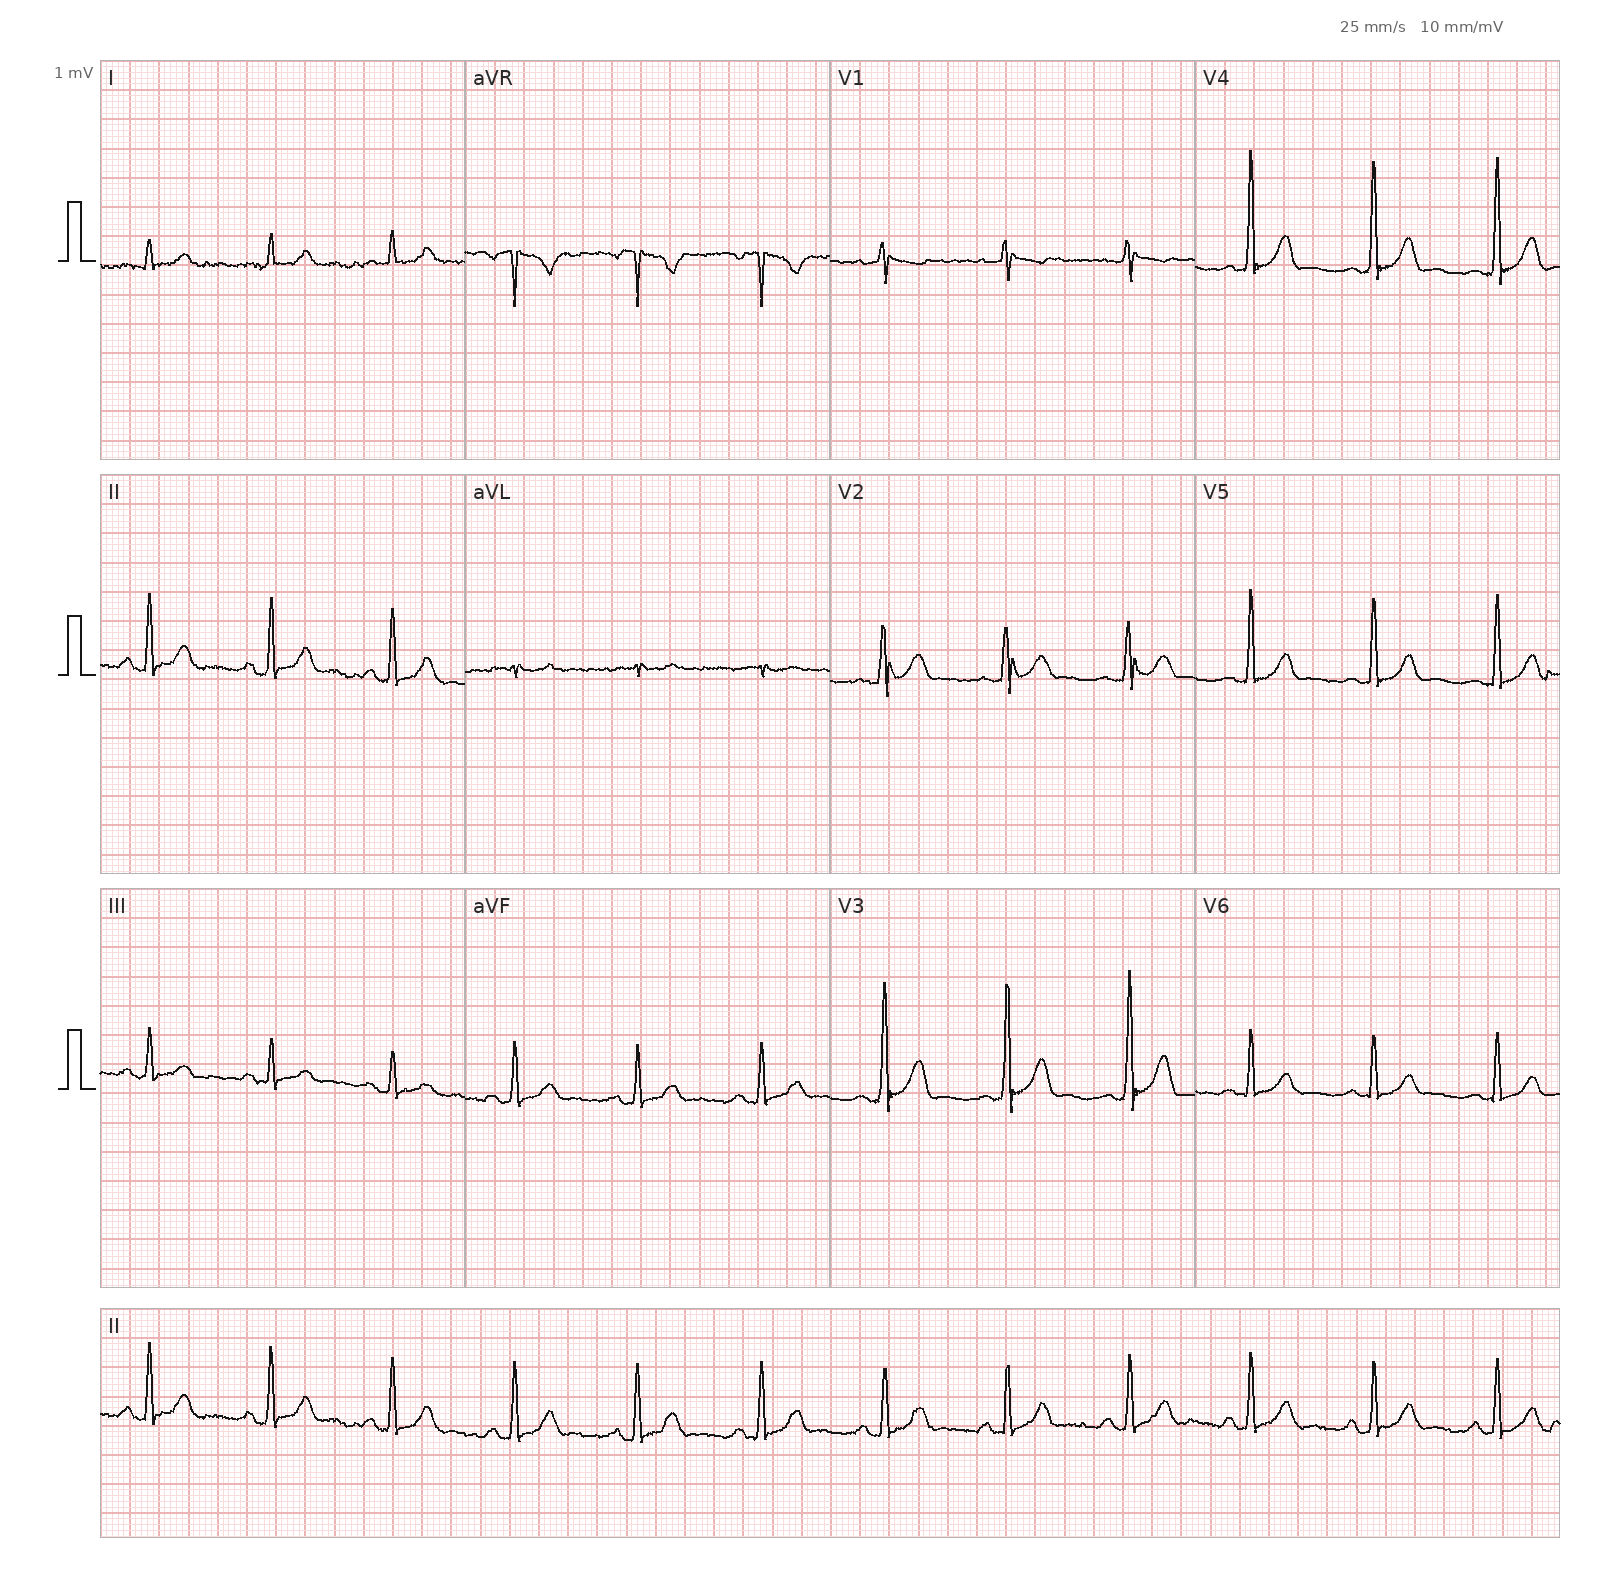 25 mm/s 10 mm/mV
1 mV
I aVR V1 V4
II aVL V2 V5
III aVF V3 V6
II